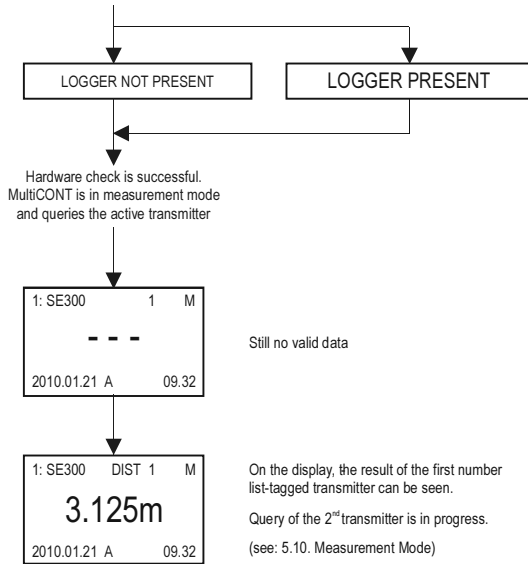 LOGGER NOT PRESENT
LOGGER PRESENT
Hardware check is successful.
MultiCONT is in measurement mode
and queries the active transmitter
1: SE300 1 M
- - -
2010.01.21 A 09.32
Still no valid data
1: SE300 DIST 1 M
3.125m
2010.01.21 A 09.32
On the display, the result of the first number
list-tagged transmitter can be seen.
Query of the 2nd transmitter is in progress.
(see: 5.10. Measurement Mode)